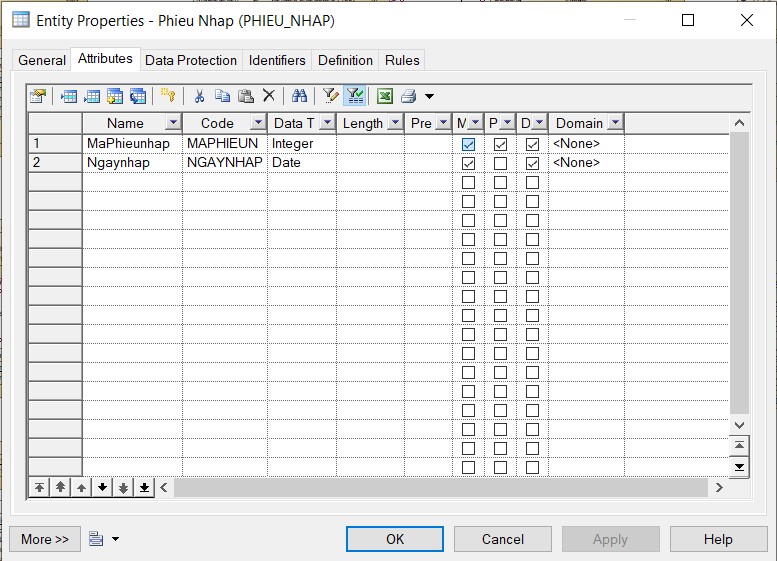 Entity Properties - Phieu Nhap (PHIEU_NHAP)
General Attributes Data Protection Identifiers Definition Rules
Name Code Data T Length Pre M P D Domain
1 MaPhieunhap MAPHIEUN Integer <None>
2 Ngaynhap NGAYNHAP Date <None>
More >> OK Cancel Apply Help